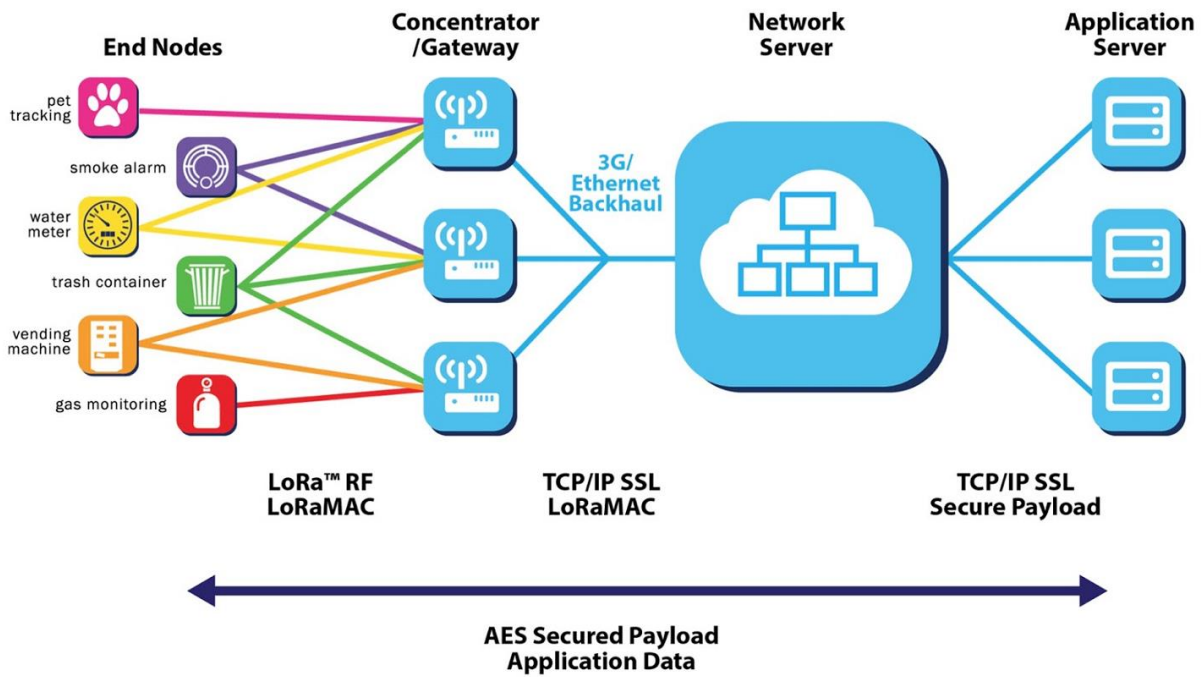 End Nodes
Concentrator
/Gateway
Network
Server
Application
Server
pet
tracking
smoke alarm
water
meter
trash container
vending
machine
gas monitoring
3G/
Ethernet
Backhaul
LoRa™ RF
LoRaMAC
TCP/IP SSL
LoRaMAC
TCP/IP SSL
Secure Payload
AES Secured Payload
Application Data